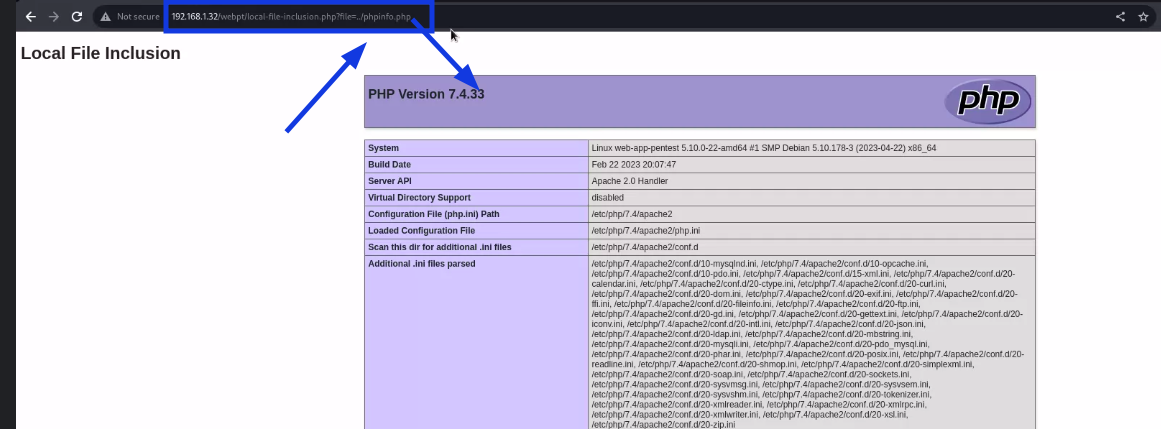 Not secure 192.168.1.32/webpt/local-file-inclusion.php?file=../phpinfo.php
Local File Inclusion
PHP Version 7.4.33
php
System Linux web-app-pentest 5.10.0-22-amd64 #1 SMP Debian 5.10.178-3 (2023-04-22) x86_64
Build Date Feb 22 2023 20:07:47
Server API Apache 2.0 Handler
Virtual Directory Support disabled
Configuration File (php.ini) Path /etc/php/7.4/apache2
Loaded Configuration File /etc/php/7.4/apache2/php.ini
Scan this dir for additional .ini files /etc/php/7.4/apache2/conf.d
Additional .ini files parsed /etc/php/7.4/apache2/conf.d/10-mysqlnd.ini, /etc/php/7.4/apache2/conf.d/10-opcache.ini,
/etc/php/7.4/apache2/conf.d/10-pdo.ini, /etc/php/7.4/apache2/conf.d/15-xml.ini, /etc/php/7.4/apache2/conf.d/20-
calendar.ini, /etc/php/7.4/apache2/conf.d/20-ctype.ini, /etc/php/7.4/apache2/conf.d/20-curl.ini,
/etc/php/7.4/apache2/conf.d/20-dom.ini, /etc/php/7.4/apache2/conf.d/20-exif.ini, /etc/php/7.4/apache2/conf.d/20-
ffi.ini, /etc/php/7.4/apache2/conf.d/20-fileinfo.ini, /etc/php/7.4/apache2/conf.d/20-ftp.ini,
/etc/php/7.4/apache2/conf.d/20-gd.ini, /etc/php/7.4/apache2/conf.d/20-gettext.ini, /etc/php/7.4/apache2/conf.d/20-
iconv.ini, /etc/php/7.4/apache2/conf.d/20-intl.ini, /etc/php/7.4/apache2/conf.d/20-json.ini,
/etc/php/7.4/apache2/conf.d/20-ldap.ini, /etc/php/7.4/apache2/conf.d/20-mbstring.ini,
/etc/php/7.4/apache2/conf.d/20-mysqli.ini, /etc/php/7.4/apache2/conf.d/20-pdo_mysql.ini,
/etc/php/7.4/apache2/conf.d/20-phar.ini, /etc/php/7.4/apache2/conf.d/20-posix.ini, /etc/php/7.4/apache2/conf.d/20-
readline.ini, /etc/php/7.4/apache2/conf.d/20-shmop.ini, /etc/php/7.4/apache2/conf.d/20-simplexml.ini,
/etc/php/7.4/apache2/conf.d/20-soap.ini, /etc/php/7.4/apache2/conf.d/20-sockets.ini,
/etc/php/7.4/apache2/conf.d/20-sysvmsg.ini, /etc/php/7.4/apache2/conf.d/20-sysvsem.ini,
/etc/php/7.4/apache2/conf.d/20-sysvshm.ini, /etc/php/7.4/apache2/conf.d/20-tokenizer.ini,
/etc/php/7.4/apache2/conf.d/20-xmlreader.ini, /etc/php/7.4/apache2/conf.d/20-xmlrpc.ini,
/etc/php/7.4/apache2/conf.d/20-xmlwriter.ini, /etc/php/7.4/apache2/conf.d/20-xsl.ini,
/etc/php/7.4/apache2/conf.d/20-zip.ini